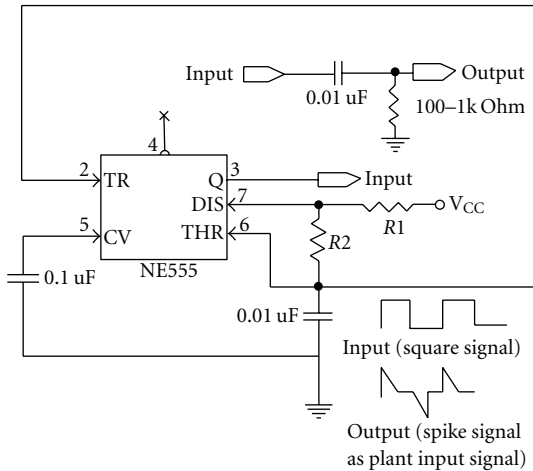 Input
Output
0.01 uF
100–1k Ohm
4
2
TR
Q
3
Input
DIS
7
V_CC
5
CV
THR
6
R2
R1
NE555
0.1 uF
0.01 uF
Input (square signal)
Output (spike signal
as plant input signal)